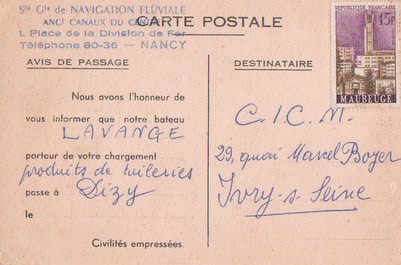 Sté Gle de NAVIGATION FLUVIALE
ANCt CANAUX DU CENTRE
1, Place de la Division de Fer
Téléphone 80-36 — NANCY
CARTE POSTALE
AVIS DE PASSAGE
DESTINATAIRE
Nous avons l'honneur de
vous informer que notre bateau
LAVANGE
porteur de votre chargement
produits de tuileries
passe à Dizy
le
Civilités empressées.
C.I.C.M.
29, quai Marcel Boyer
Ivry-s-Seine
REPUBLIQUE FRANÇAISE
15F
MAUBEUGE